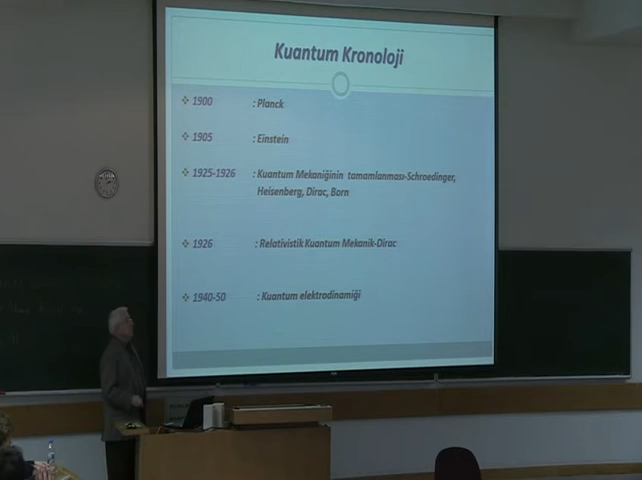 Kuantum Kronoloji
❖ 1900 : Planck
❖ 1905 : Einstein
❖ 1925-1926 : Kuantum Mekaniğinin tamamlanması-Schroedinger,
Heisenberg, Dirac, Born
❖ 1926 : Relativistik Kuantum Mekanik-Dirac
❖ 1940-50 : Kuantum elektrodinamiği